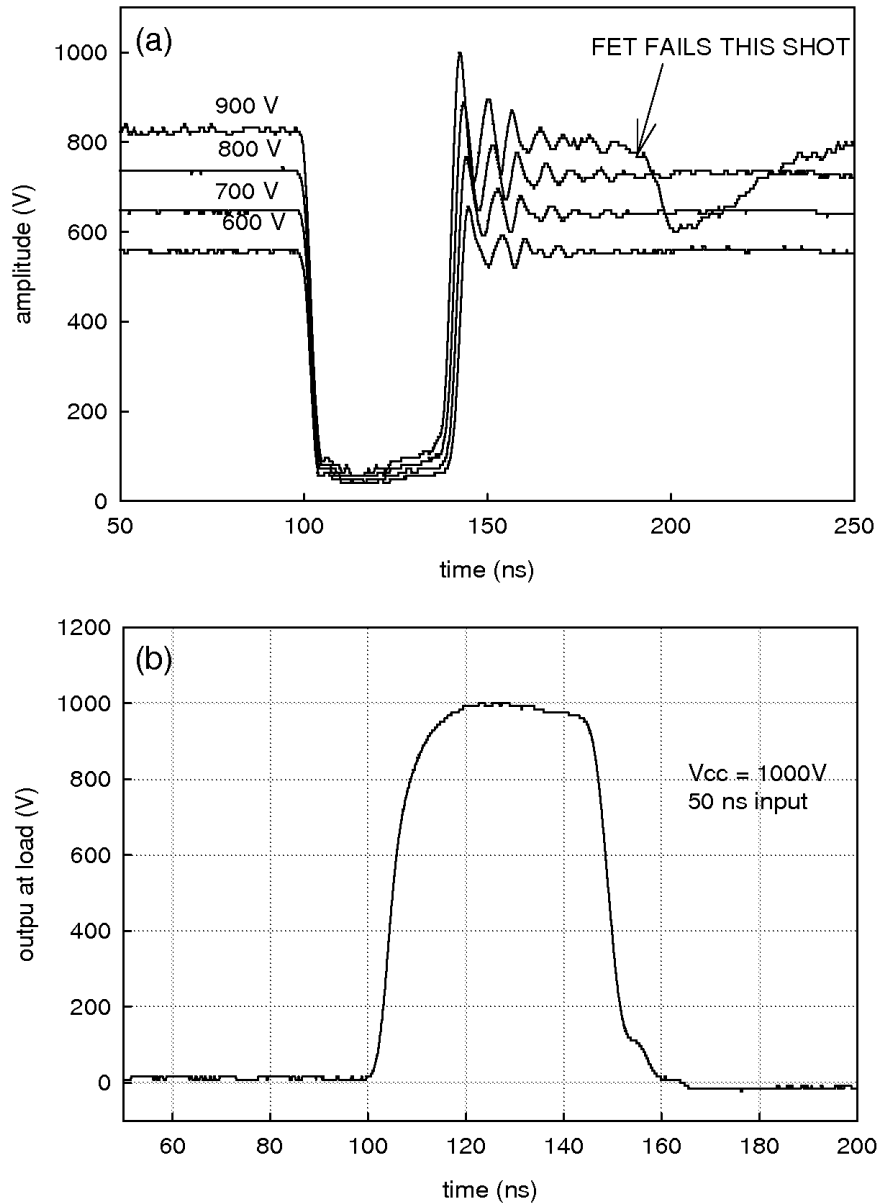 (a)
FET FAILS THIS SHOT
1000
900 V
800
800 V
700 V
600 V
600
400
200
0
50
100
150
200
250
amplitude (V)
time (ns)
(b)
1200
1000
800
600
400
200
0
Vcc = 1000V
50 ns input
outpu at load (V)
60
80
100
120
140
160
180
200
time (ns)